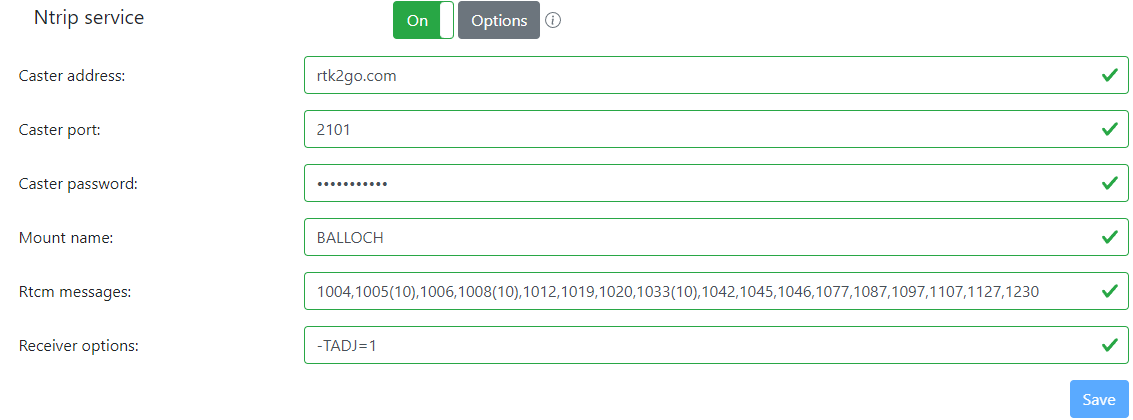 Ntrip service
On
Options
Caster address:
rtk2go.com
Caster port:
2101
Caster password:
•••••••••••
Mount name:
BALLOCH
Rtcm messages:
1004,1005(10),1006,1008(10),1012,1019,1020,1033(10),1042,1045,1046,1077,1087,1097,1107,1127,1230
Receiver options:
-TADJ=1
Save